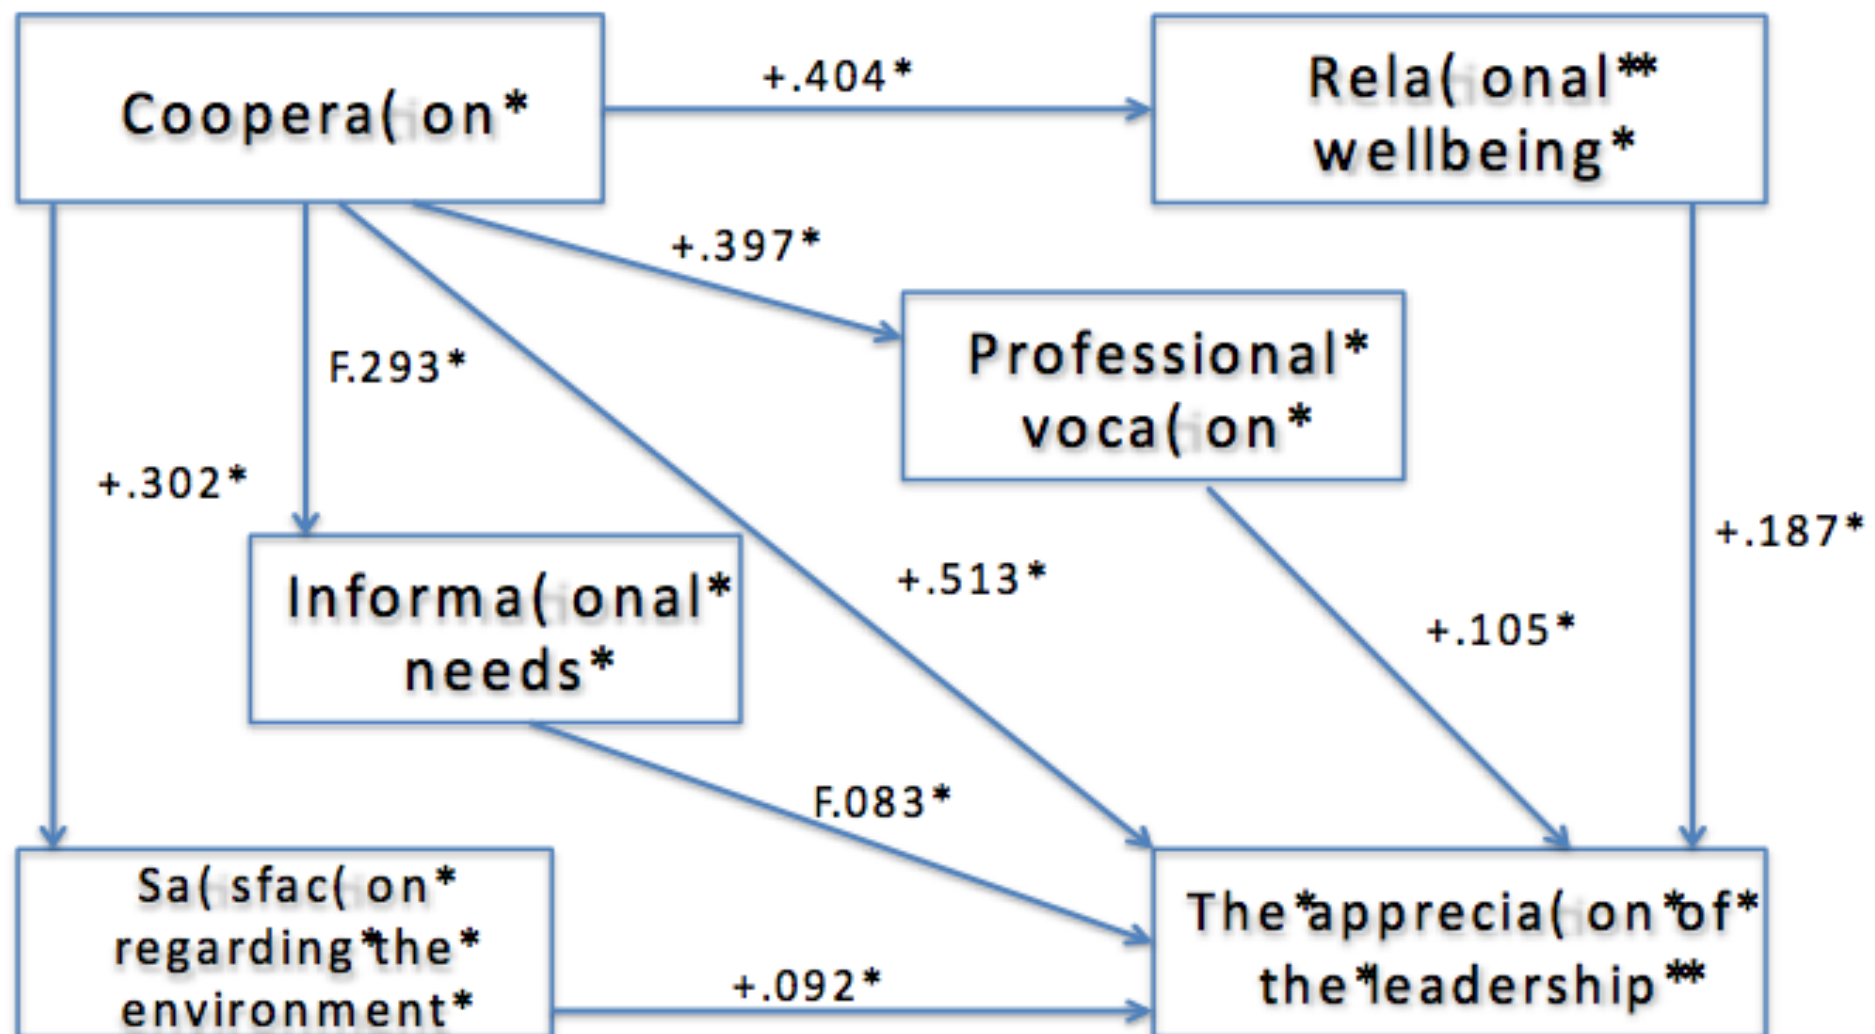 Coopera( on*
+.404*
Rela( onal**
wellbeing*
+.397*
Professional*
voca( on*
F.293*
+.302*
Informa( onal*
needs*
+.513*
+.187*
+.105*
F.083*
Sa( sfac( on*
regarding*the*
environment*
+.092*
The*apprecia( on*of*
the*leadership**